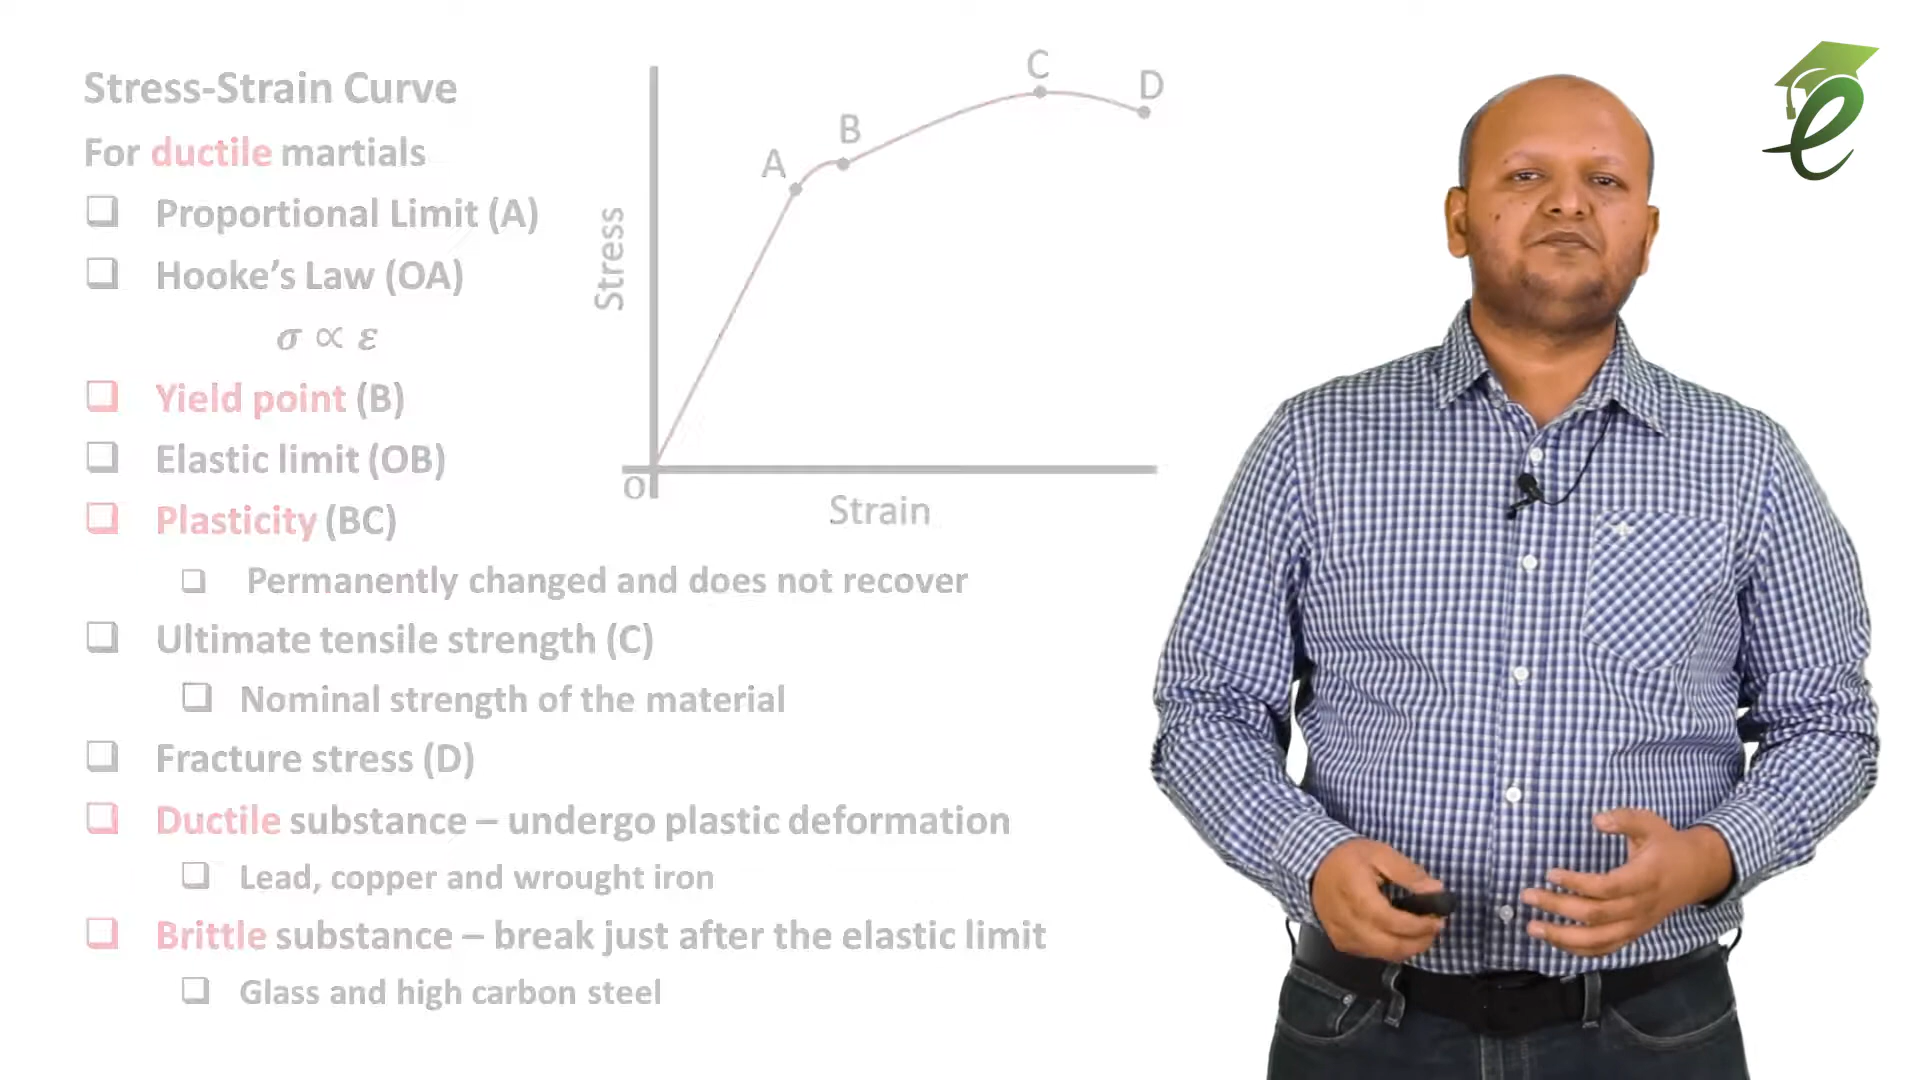 Stress-Strain Curve
For ductile martials
Proportional Limit (A)
Hooke’s Law (OA)
σ ∝ ε
Yield point (B)
Elastic limit (OB)
Plasticity (BC)
Permanently changed and does not recover
Ultimate tensile strength (C)
Nominal strength of the material
Fracture stress (D)
Ductile substance – undergo plastic deformation
Lead, copper and wrought iron
Brittle substance – break just after the elastic limit
Glass and high carbon steel
Stress
A
B
C
D
O
Strain
e